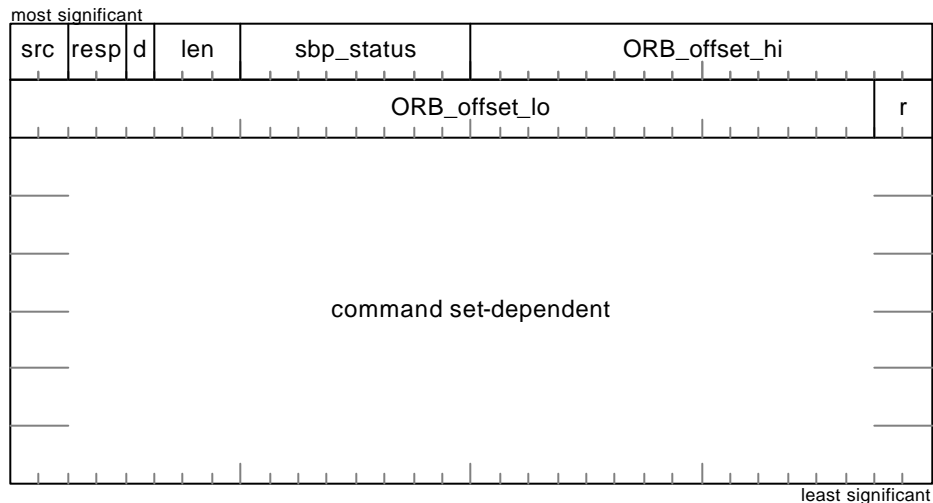 most significant
src resp d len sbp_status ORB_offset_hi
ORB_offset_lo r
command set-dependent
least significant